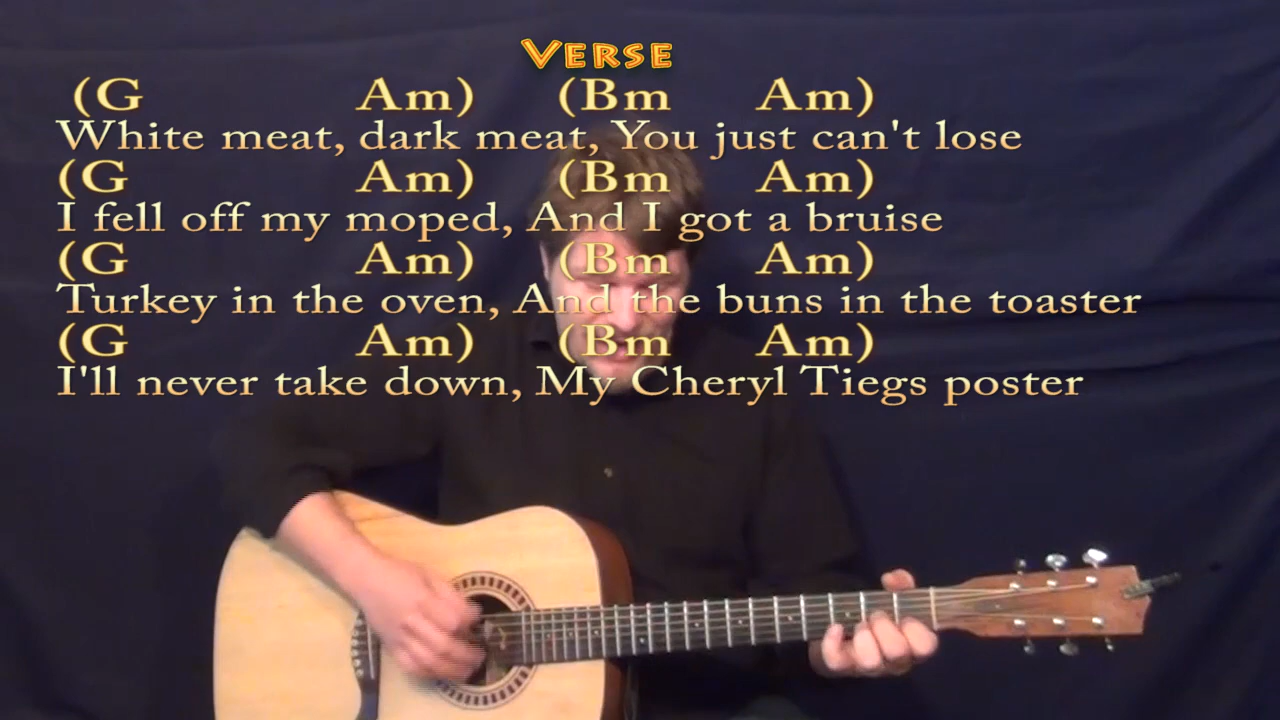 VERSE
(G Am) (Bm Am)
White meat, dark meat, You just can't lose
(G Am) (Bm Am)
I fell off my moped, And I got a bruise
(G Am) (Bm Am)
Turkey in the oven, And the buns in the toaster
(G Am) (Bm Am)
I'll never take down, My Cheryl Tiegs poster